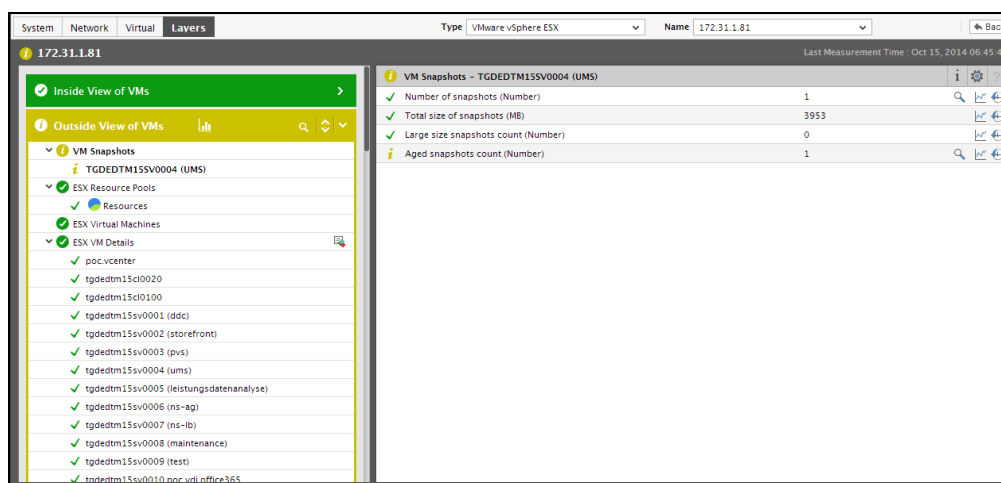 System Network Virtual Layers Type VMware vSphere ESX Name 172.31.1.81 Bac
172.31.1.81 Last Measurement Time : Oct 15, 2014 06:45:4
Inside View of VMs
Outside View of VMs
VM Snapshots
TGDEDTM15SV0004 (UMS)
ESX Resource Pools
Resources
ESX Virtual Machines
ESX VM Details
poc.vcenter
tgdedtm15cl0020
tgdedtm15cl0100
tgdedtm15sv0001 (ddc)
tgdedtm15sv0002 (storefront)
tgdedtm15sv0003 (pvs)
tgdedtm15sv0004 (ums)
tgdedtm15sv0005 (leistungsdatenanalyse)
tgdedtm15sv0006 (ns-ag)
tgdedtm15sv0007 (ns-lb)
tgdedtm15sv0008 (maintenance)
tgdedtm15sv0009 (test)
tgdedtm15sv0010 poc vdi office365
VM Snapshots - TGDEDTM15SV0004 (UMS)
Number of snapshots (Number) 1
Total size of snapshots (MB) 3953
Large size snapshots count (Number) 0
Aged snapshots count (Number) 1